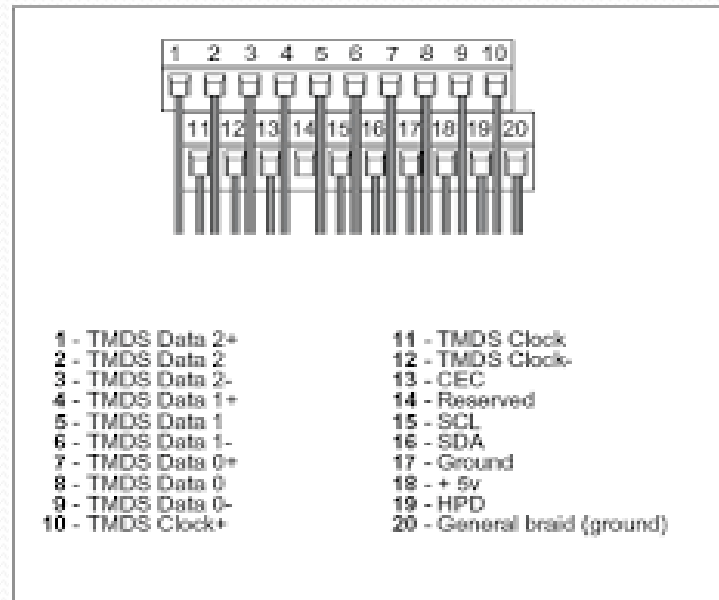 1 2 3 4 5 6 7 8 9 10
11 12 13 14 15 16 17 18 19 20
1 - TMDS Data 2+
2 - TMDS Data 2
3 - TMDS Data 2-
4 - TMDS Data 1+
5 - TMDS Data 1
6 - TMDS Data 1-
7 - TMDS Data 0+
8 - TMDS Data 0
9 - TMDS Data 0-
10 - TMDS Clock+
11 - TMDS Clock
12 - TMDS Clock-
13 - CEC
14 - Reserved
15 - SCL
16 - SDA
17 - Ground
18 - + 5v
19 - HPD
20 - General braid (ground)